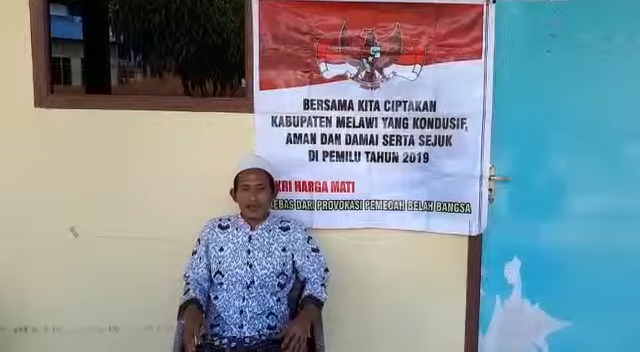 BERSAMA KITA CIPTAKAN
KABUPATEN MELAWI YANG KONDUSIF,
AMAN DAN DAMAI SERTA SEJUK
DI PEMILU TAHUN 2019
KRI HARGA MATI
BEBAS DARI PROVOKASI PEMECAH BELAH BANGSA